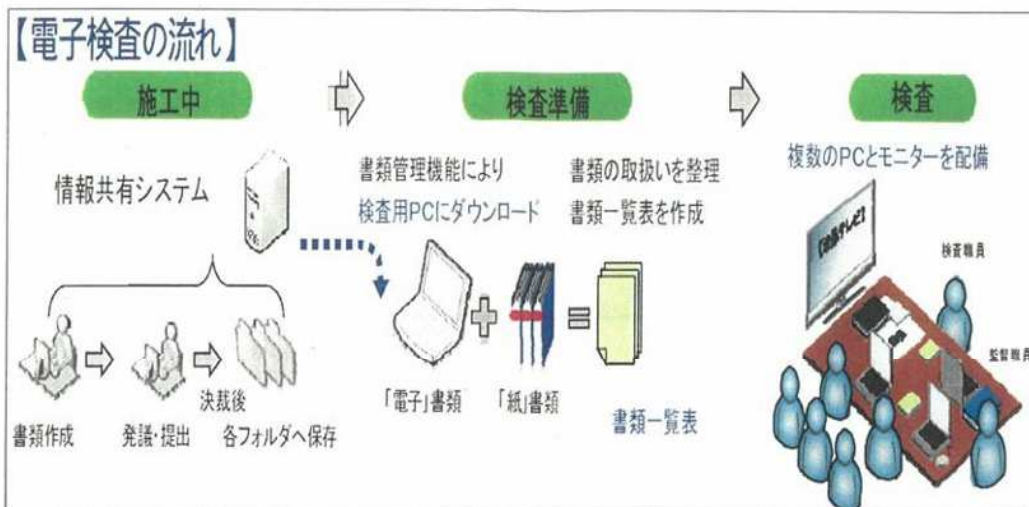 【電子検査の流れ】
施工中
検査準備
検査
情報共有システム
書類作成
発議・提出
決裁後
各フォルダへ保存
書類管理機能により
検査用PCにダウンロード
書類の取扱いを整理
書類一覧表を作成
「電子」書類
「紙」書類
書類一覧表
複数のPCとモニターを配備
検査職員
監督職員